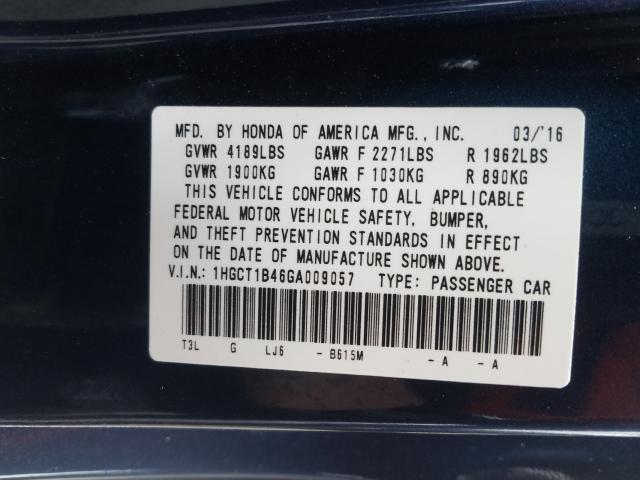 MFD. BY HONDA OF AMERICA MFG., INC. 03/'16
GVWR 4189LBS GAWR F 2271LBS R 1962LBS
GVWR 1900KG GAWR F 1030KG R 890KG
THIS VEHICLE CONFORMS TO ALL APPLICABLE
FEDERAL MOTOR VEHICLE SAFETY, BUMPER,
AND THEFT PREVENTION STANDARDS IN EFFECT
ON THE DATE OF MANUFACTURE SHOWN ABOVE.
V.I.N.: 1HGCT1B46GA009057 TYPE: PASSENGER CAR
T3L G LJ6 - B615M - A - A